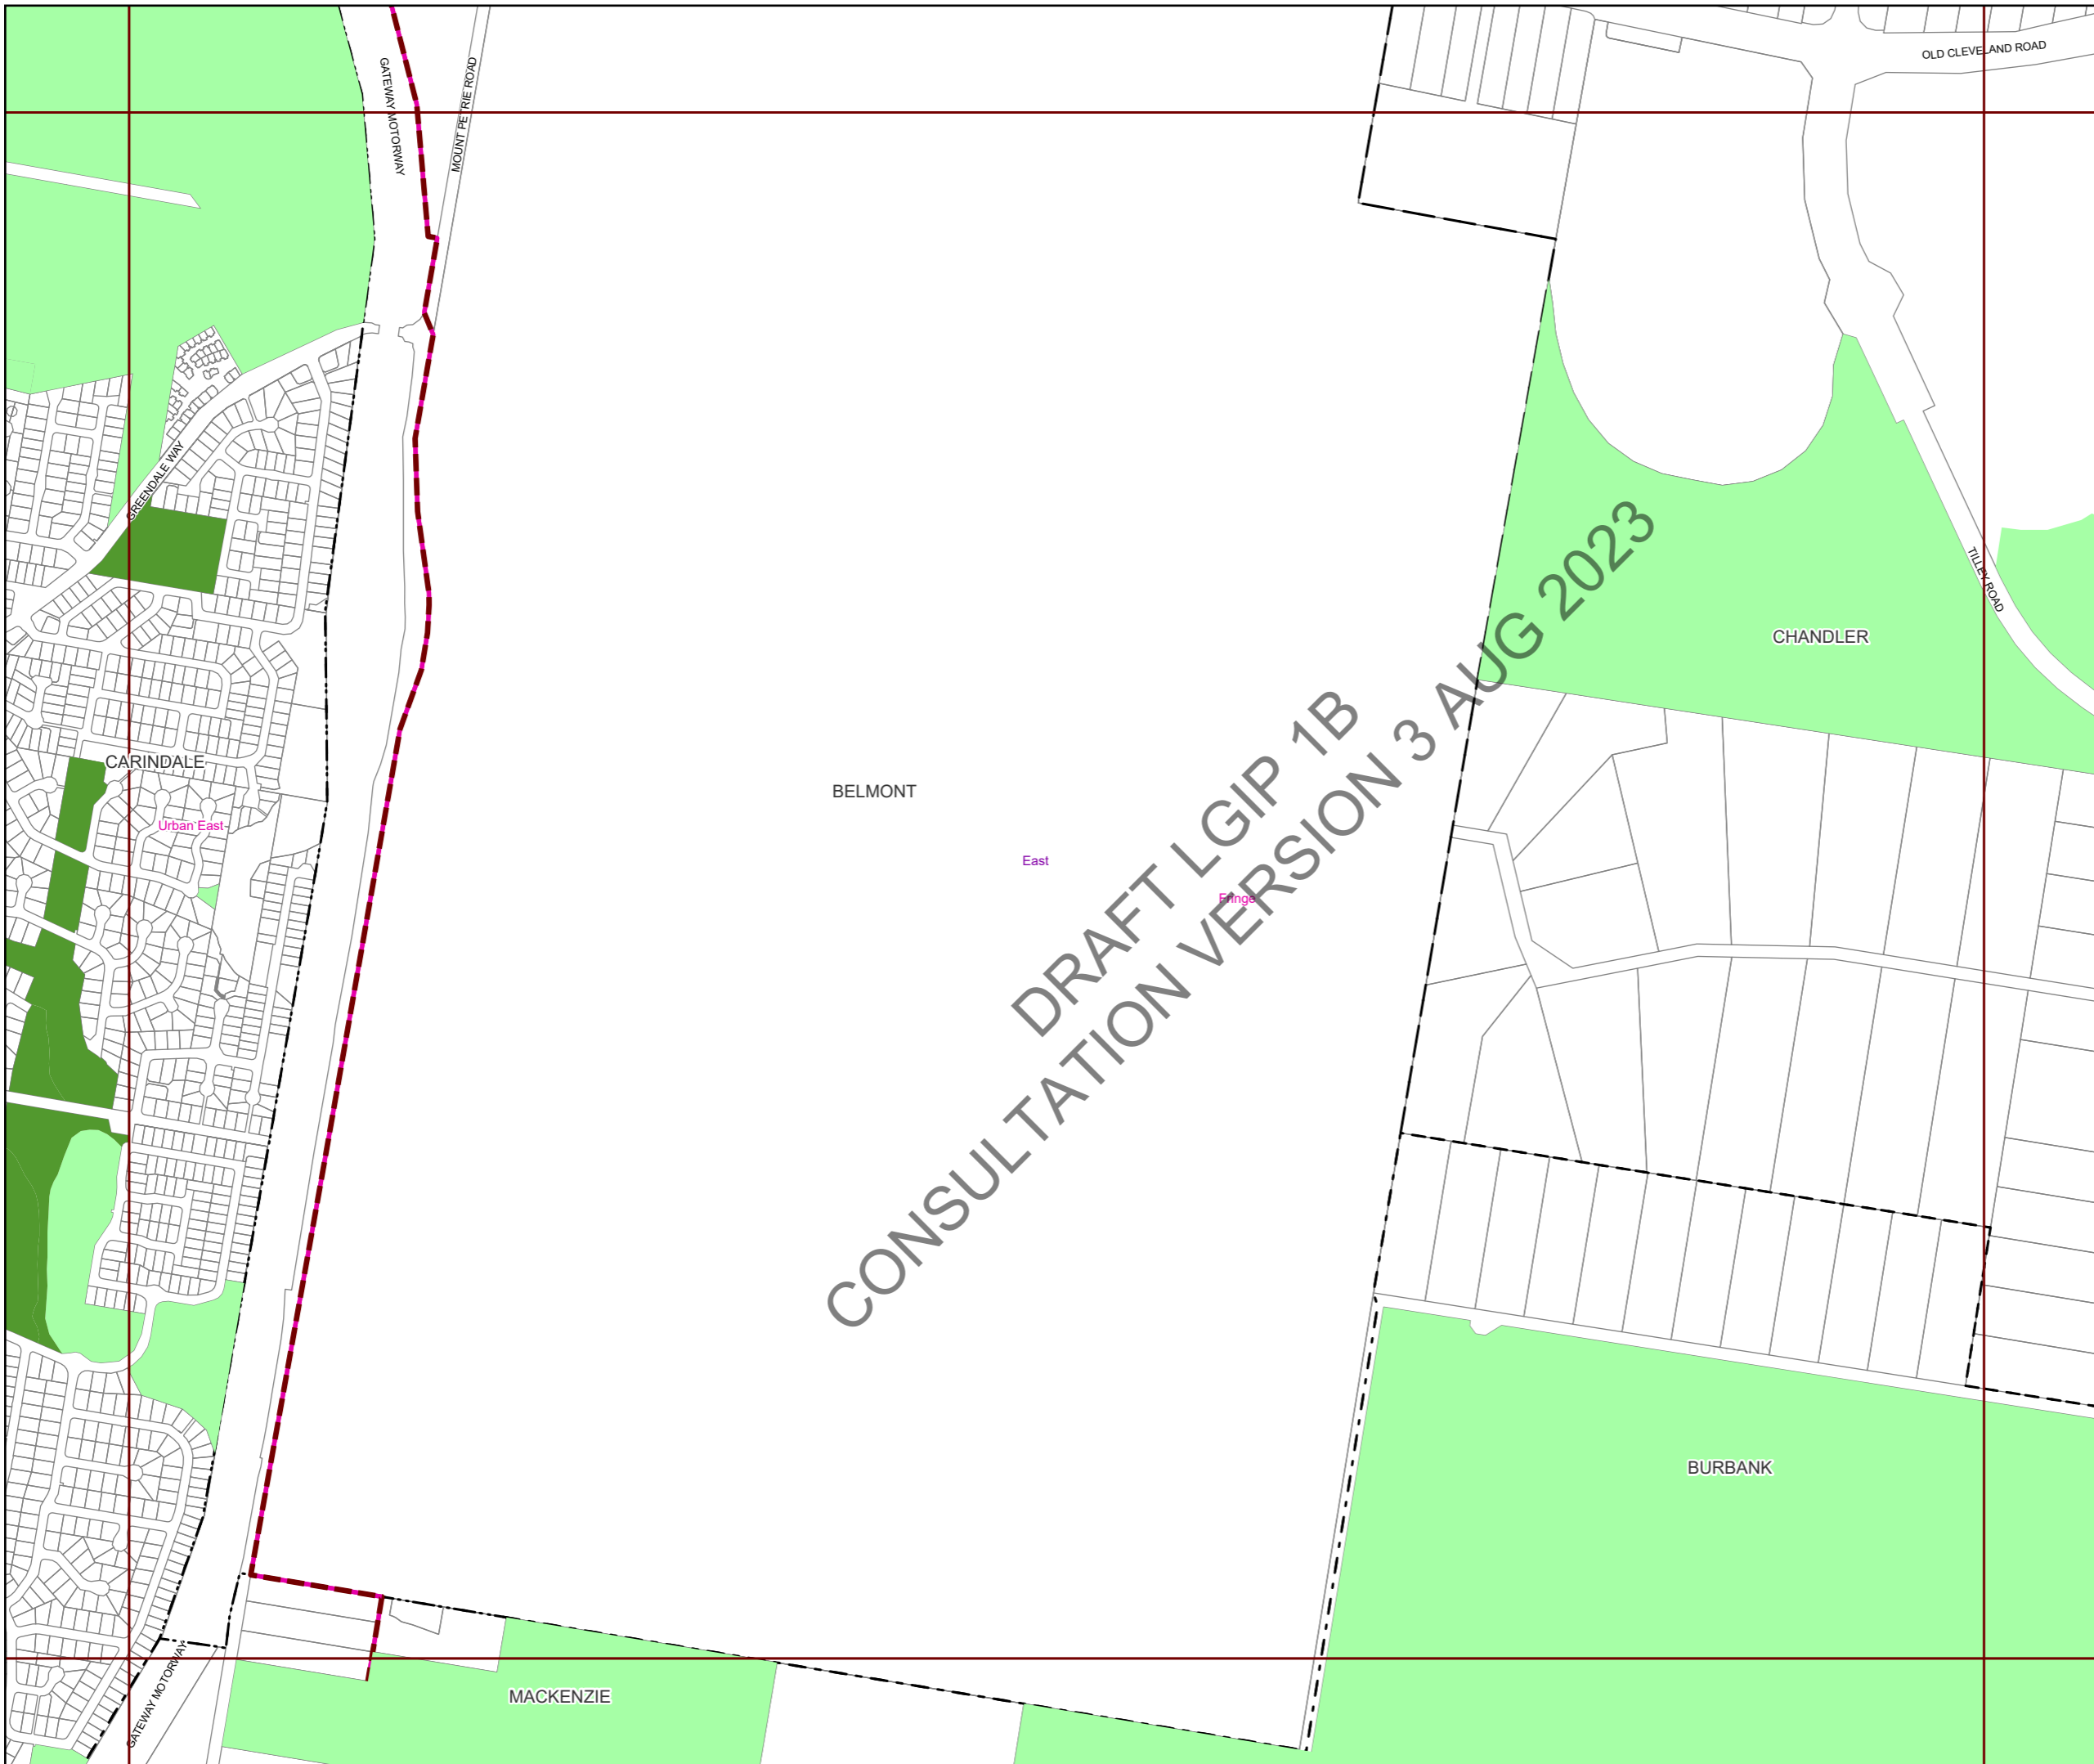 OLD CLEVELAND ROAD
GATEWAY MOTORWAY
MOUNT PETRIE ROAD
GREENDALE WAY
TILLEY ROAD
CHANDLER
CARINDALE
BELMONT
Urban East
East
Fringe
DRAFT LGIP 1B
CONSULTATION VERSION 3 AUG 2023
BURBANK
GATEWAY MOTORWAY
MACKENZIE